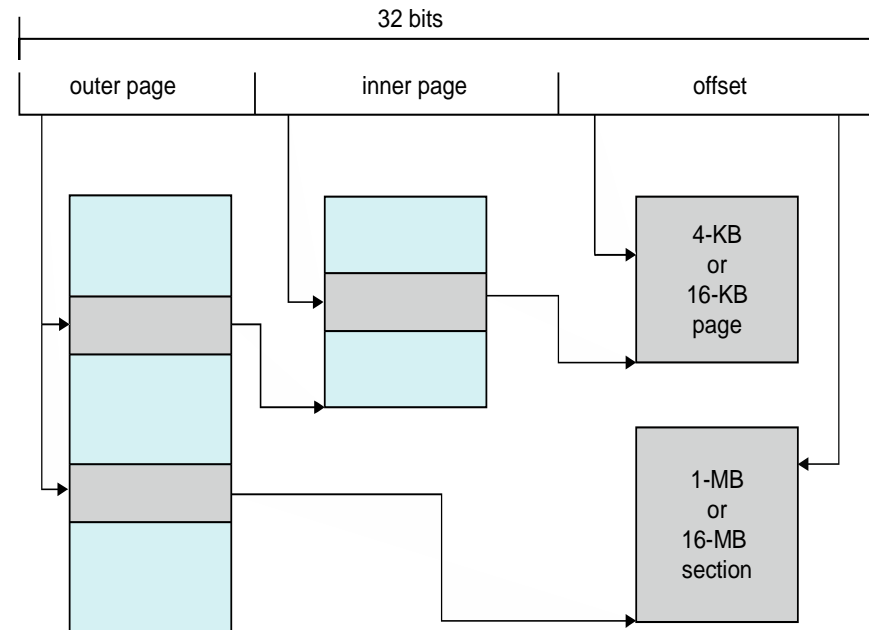 32 bits
outer page
inner page
offset
4-KB
or
16-KB
page
1-MB
or
16-MB
section